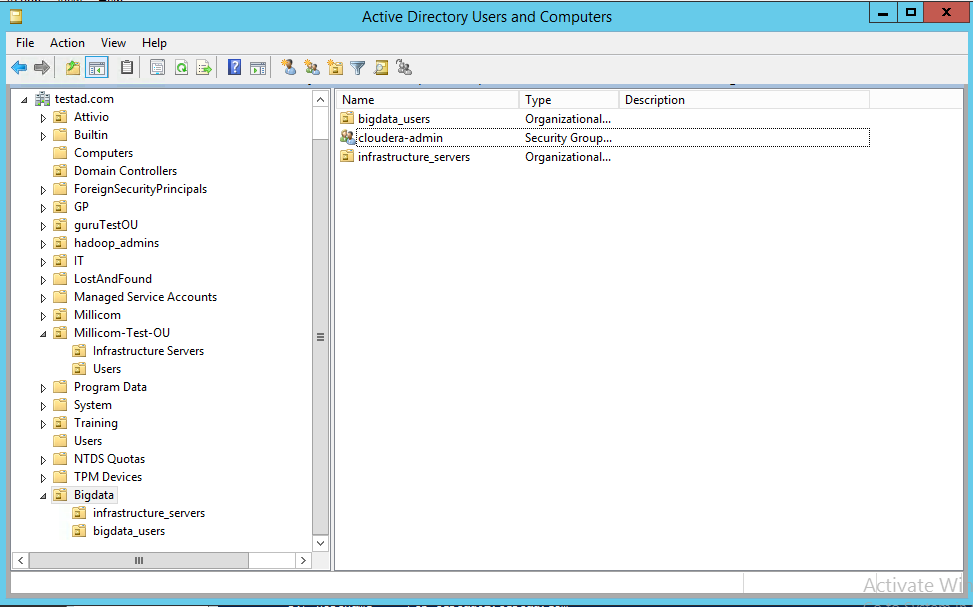 Active Directory Users and Computers
File Action View Help
testad.com
Attivio
Builtin
Computers
Domain Controllers
ForeignSecurityPrincipals
GP
guruTestOU
hadoop_admins
IT
LostAndFound
Managed Service Accounts
Millicom
Millicom-Test-OU
Infrastructure Servers
Users
Program Data
System
Training
Users
NTDS Quotas
TPM Devices
Bigdata
infrastructure_servers
bigdata_users
Name Type Description
bigdata_users Organizational...
cloudera-admin Security Group...
infrastructure_servers Organizational...
Activate Wi